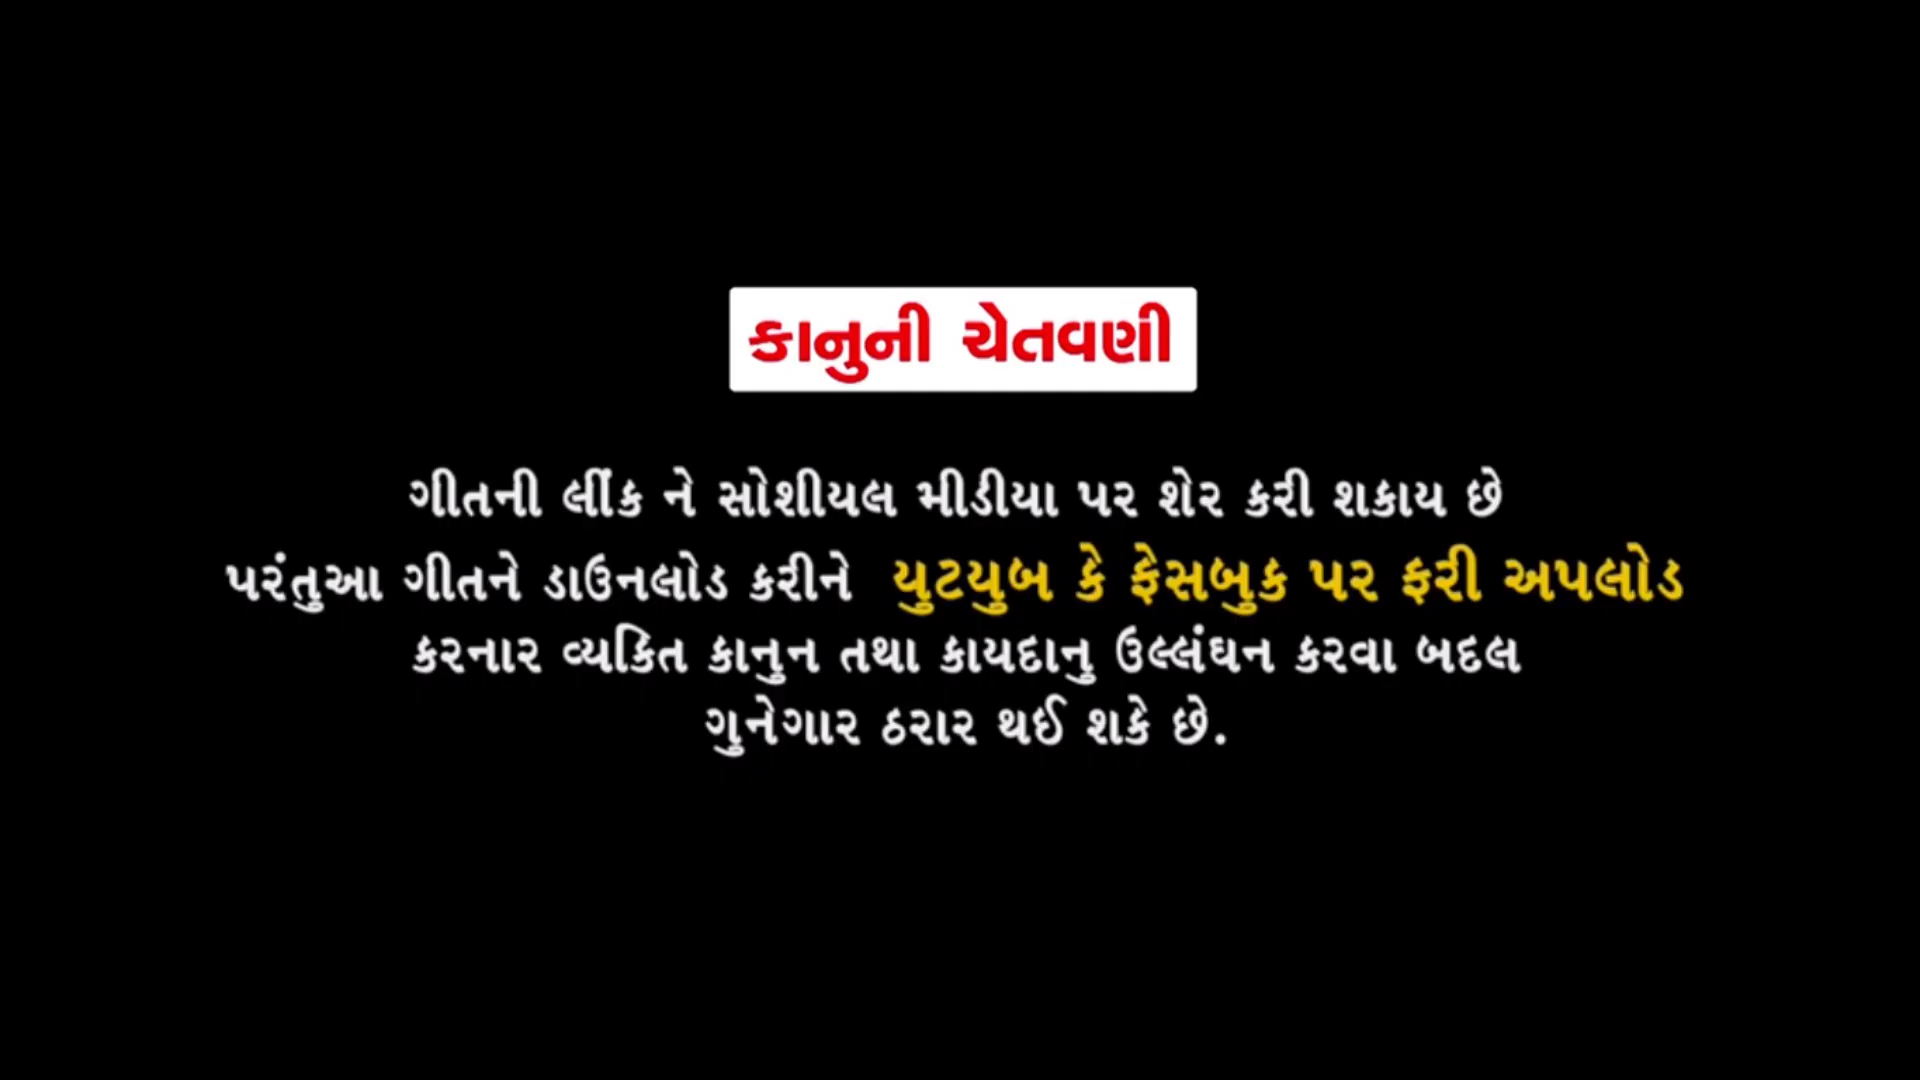 કાનુની ચેતવણી
ગીતની લીંક ને સોશીયલ મીડીયા પર શેર કરી શકાય છે
પરંતુઆ ગીતને ડાઉનલોડ કરીને યુટયુબ કે ફેસબુક પર ફરી અપલોડ
કરનાર વ્યકિત કાનુન તથા કાયદાનુ ઉલ્લંઘન કરવા બદલ
ગુનેગાર ઠરાર થઈ શકે છે.